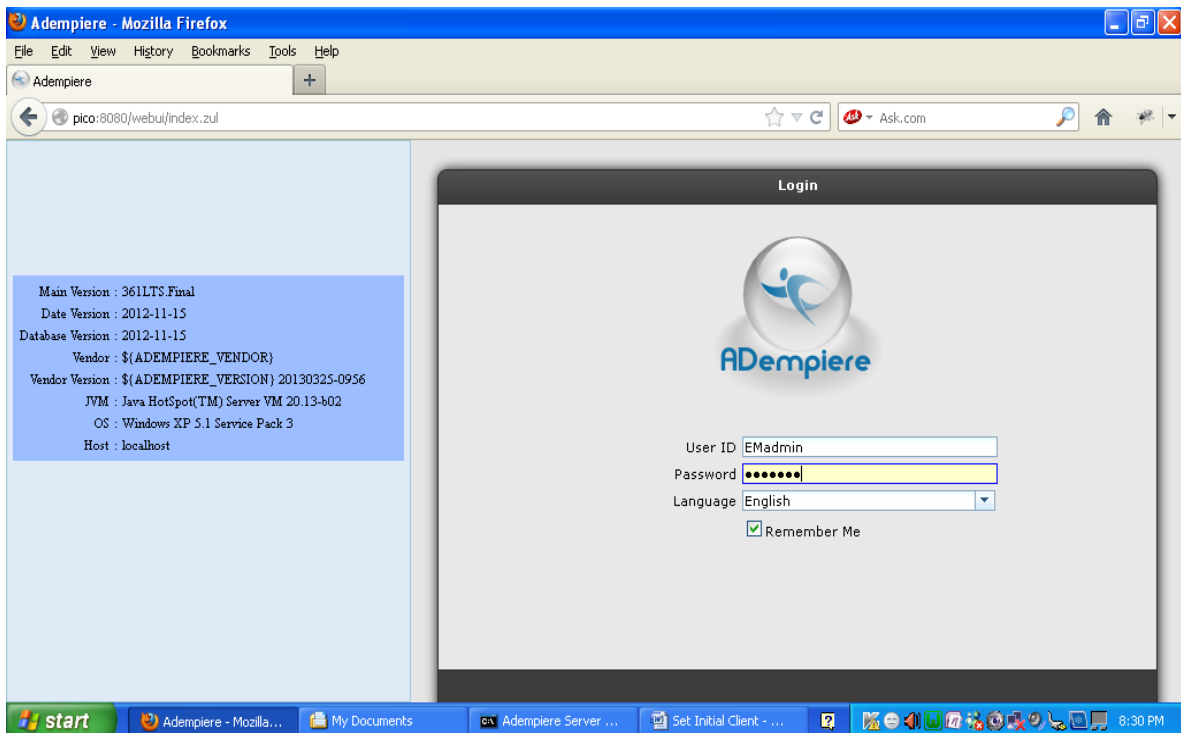 Adempiere - Mozilla Firefox
File Edit View History Bookmarks Tools Help
Adempiere
pico:8080/webui/index.zul
Ask.com
Login
Main Version : 361LTS.Final
Date Version : 2012-11-15
Database Version : 2012-11-15
Vendor : ${ADEMPIERE_VENDOR}
Vendor Version : ${ADEMPIERE_VERSION} 20130325-0956
JVM : Java HotSpot(TM) Server VM 20.13-b02
OS : Windows XP 5.1 Service Pack 3
Host : localhost
ADempiere
User ID EMadmin
Password •••••••
Language English
Remember Me
start Adempiere - Mozilla... My Documents Adempiere Server ... Set Initial Client - ... 8:30 PM